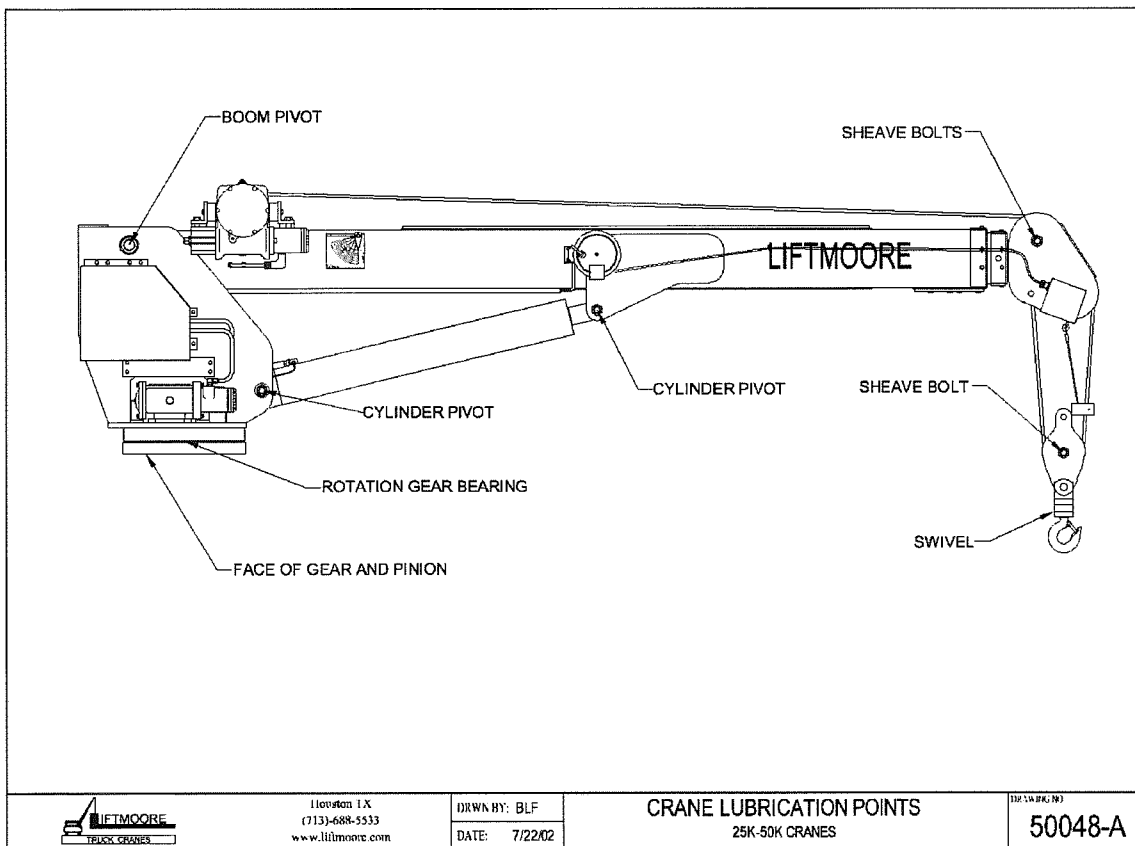 BOOM PIVOT
SHEAVE BOLTS
LIFTMOORE
CYLINDER PIVOT
SHEAVE BOLT
CYLINDER PIVOT
ROTATION GEAR BEARING
SWIVEL
FACE OF GEAR AND PINION
LIFTMOORE
TRUCK CRANES
Houston TX
(713)-688-5533
www.liftmoore.com
DRWN BY: BLF
DATE: 7/22/02
CRANE LUBRICATION POINTS
25K-50K CRANES
DRAWING NO
50048-A